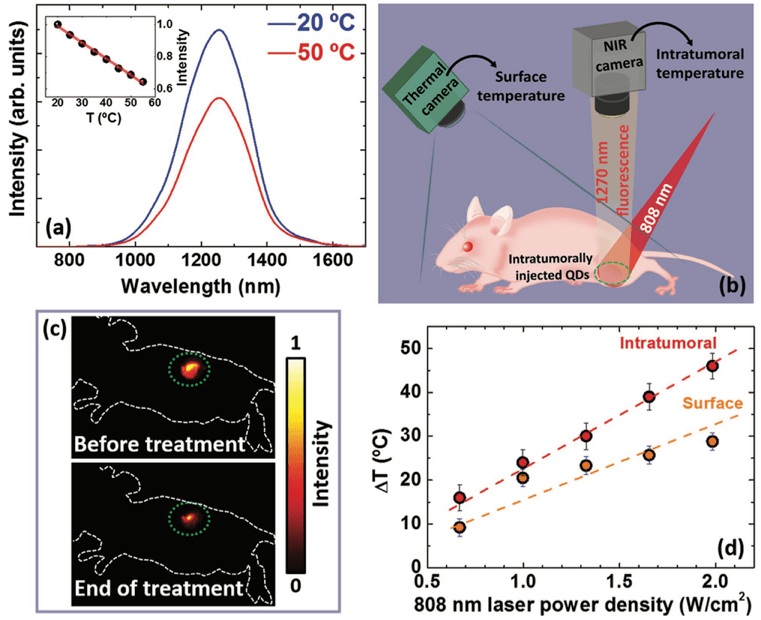 (a)
20 ºC
50 ºC
Intensity (arb. units)
800 1000 1200 1400 1600
Wavelength (nm)
1.0
0.8
0.6
Intensity
20 30 40 50 60
T (ºC)
(b)
Thermal
camera
Surface
temperature
NIR
camera
Intratumoral
temperature
1270 nm
fluorescence
808 nm
Intratumorally
injected QDs
(c)
Before treatment
End of treatment
1
Intensity
0
(d)
Intratumoral
Surface
50
40
30
20
10
0
ΔT (ºC)
0.5 1.0 1.5 2.0
808 nm laser power density (W/cm²)